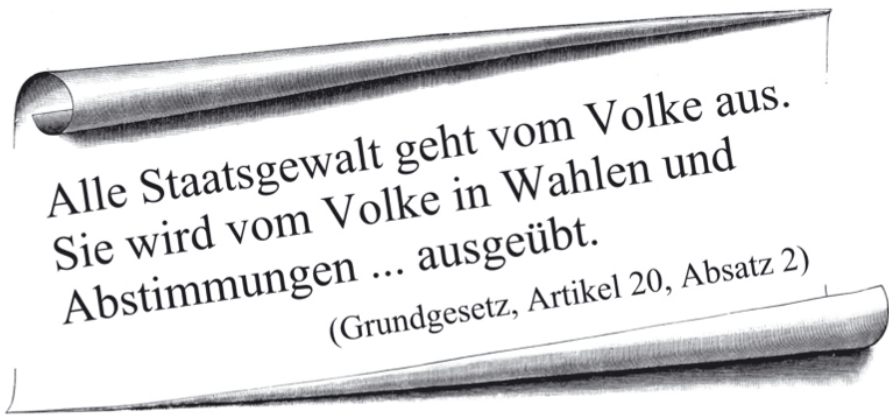 Alle Staatsgewalt geht vom Volke aus.
Sie wird vom Volke in Wahlen und
Abstimmungen ... ausgeübt.
(Grundgesetz, Artikel 20, Absatz 2)